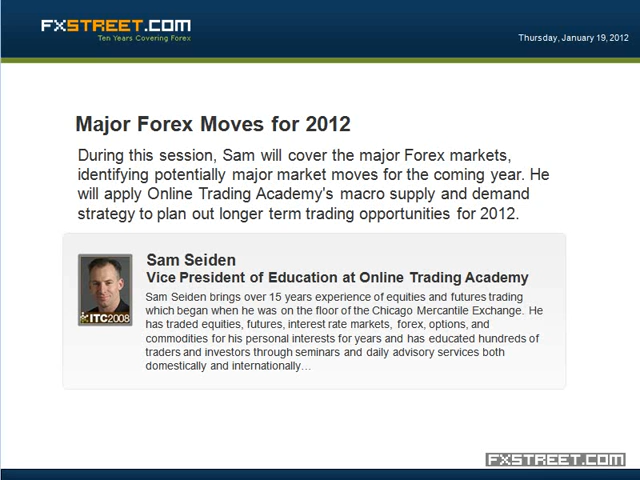 FXSTREET.COM
Ten Years Covering Forex
Thursday, January 19, 2012
Major Forex Moves for 2012
During this session, Sam will cover the major Forex markets,
identifying potentially major market moves for the coming year. He
will apply Online Trading Academy's macro supply and demand
strategy to plan out longer term trading opportunities for 2012.
Sam Seiden
Vice President of Education at Online Trading Academy
Sam Seiden brings over 15 years experience of equities and futures trading
which began when he was on the floor of the Chicago Mercantile Exchange. He
has traded equities, futures, interest rate markets, forex, options, and
commodities for his personal interests for years and has educated hundreds of
traders and investors through seminars and daily advisory services both
domestically and internationally…
ITC2008
FXSTREET.COM